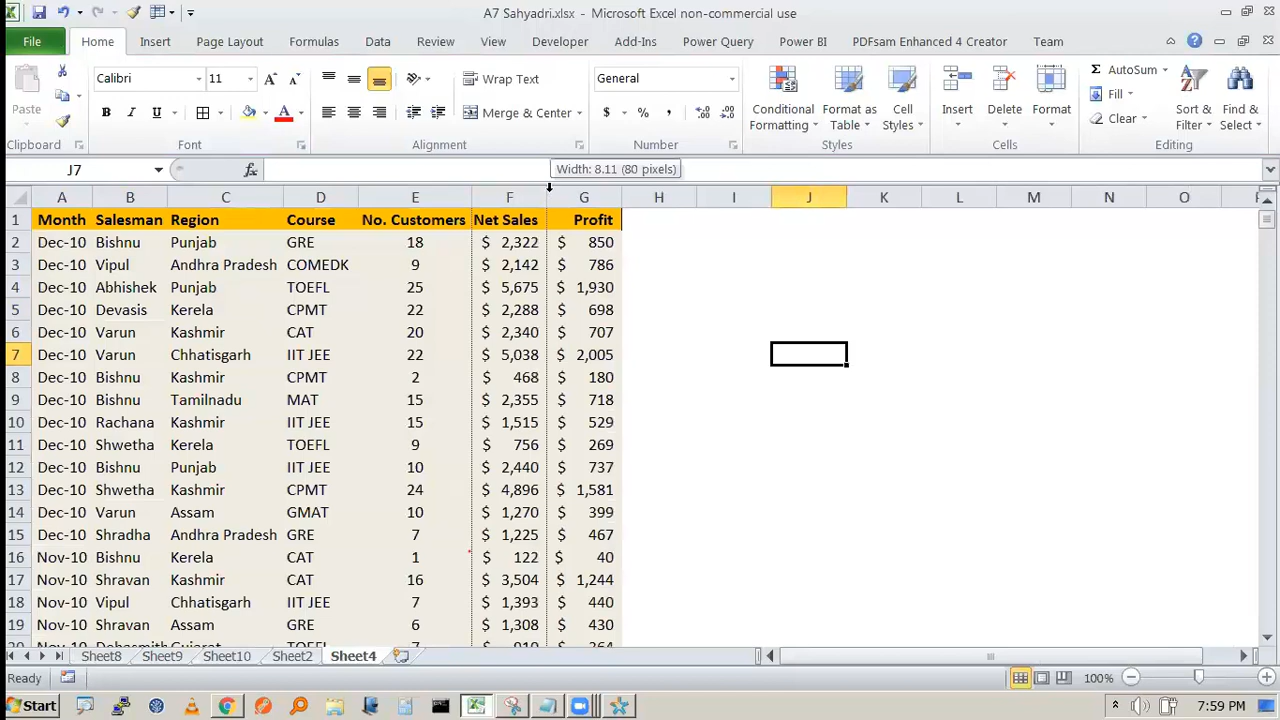 A7 Sahyadri.xlsx - Microsoft Excel non-commercial use
File Home Insert Page Layout Formulas Data Review View Developer Add-Ins Power Query Power BI PDFsam Enhanced 4 Creator Team
Paste Calibri 11 Wrap Text General Conditional Formatting Format as Table Cell Styles Insert Delete Format AutoSum Sort & Filter Find & Select
B I U A Merge & Center $ % , Fill
Clear
Clipboard Font Alignment Number Styles Cells Editing
J7 fx Width: 8.11 (80 pixels)
A B C D E F G H I J K L M N O
1 Month Salesman Region Course No. Customers Net Sales Profit
2 Dec-10 Bishnu Punjab GRE 18 $ 2,322 $ 850
3 Dec-10 Vipul Andhra Pradesh COMEDK 9 $ 2,142 $ 786
4 Dec-10 Abhishek Punjab TOEFL 25 $ 5,675 $ 1,930
5 Dec-10 Devasis Kerela CPMT 22 $ 2,288 $ 698
6 Dec-10 Varun Kashmir CAT 20 $ 2,340 $ 707
7 Dec-10 Varun Chhatisgarh IIT JEE 22 $ 5,038 $ 2,005
8 Dec-10 Bishnu Kashmir CPMT 2 $ 468 $ 180
9 Dec-10 Bishnu Tamilnadu MAT 15 $ 2,355 $ 718
10 Dec-10 Rachana Kashmir IIT JEE 15 $ 1,515 $ 529
11 Dec-10 Shwetha Kerela TOEFL 9 $ 756 $ 269
12 Dec-10 Bishnu Punjab IIT JEE 10 $ 2,440 $ 737
13 Dec-10 Shwetha Kashmir CPMT 24 $ 4,896 $ 1,581
14 Dec-10 Varun Assam GMAT 10 $ 1,270 $ 399
15 Dec-10 Shradha Andhra Pradesh GRE 7 $ 1,225 $ 467
16 Nov-10 Bishnu Kerela CAT 1 $ 122 $ 40
17 Nov-10 Shravan Kashmir CAT 16 $ 3,504 $ 1,244
18 Nov-10 Vipul Chhatisgarh IIT JEE 7 $ 1,393 $ 440
19 Nov-10 Shravan Assam GRE 6 $ 1,308 $ 430
Sheet8 Sheet9 Sheet10 Sheet2 Sheet4
Ready 100%
Start 7:59 PM